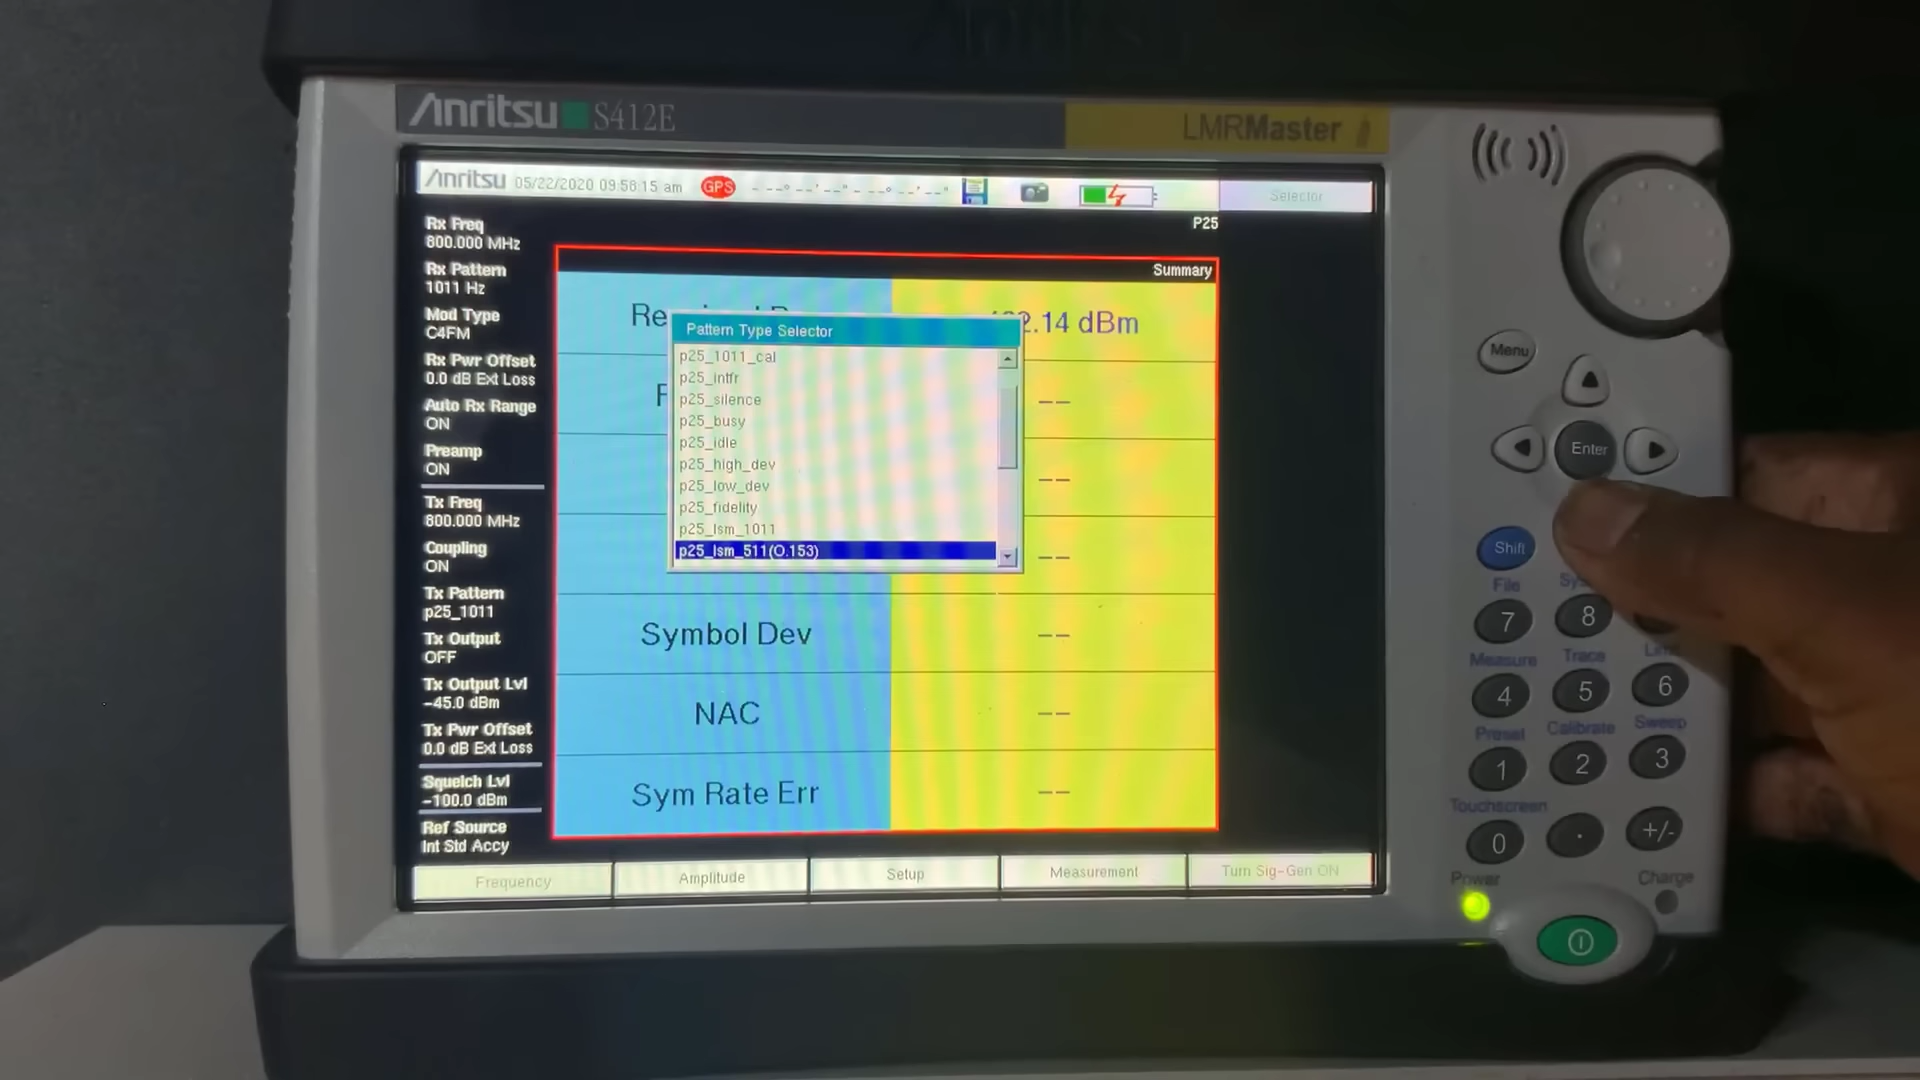 Anritsu S412E
LMRMaster
Anritsu 05/22/2020 09:58:15 am GPS
Selector
P25
Summary
Rx Freq
800.000 MHz
Rx Pattern
1011 Hz
Mod Type
C4FM
Rx Pwr Offset
0.0 dB Ext Loss
Auto Rx Range
ON
Preamp
ON
Tx Freq
800.000 MHz
Coupling
ON
Tx Pattern
p25_1011
Tx Output
OFF
Tx Output Lvl
-45.0 dBm
Tx Pwr Offset
0.0 dB Ext Loss
Squelch Lvl
-100.0 dBm
Ref Source
Int Std Accy
Re
2.14 dBm
Pattern Type Selector
p25_1011_cal
p25_intfr
p25_silence
p25_busy
p25_idle
p25_high_dev
p25_low_dev
p25_fidelity
p25_lsm_1011
p25_lsm_511(O.153)
--
--
--
--
Symbol Dev --
NAC --
Sym Rate Err --
Frequency
Amplitude
Setup
Measurement
Turn Sig-Gen ON
Menu
Enter
Shift
File
Sys
7
8
Measure
Trace
Lim
4
5
6
Preset
Calibrate
Sweep
1
2
3
Touchscreen
0
.
+/-
Power
Charge